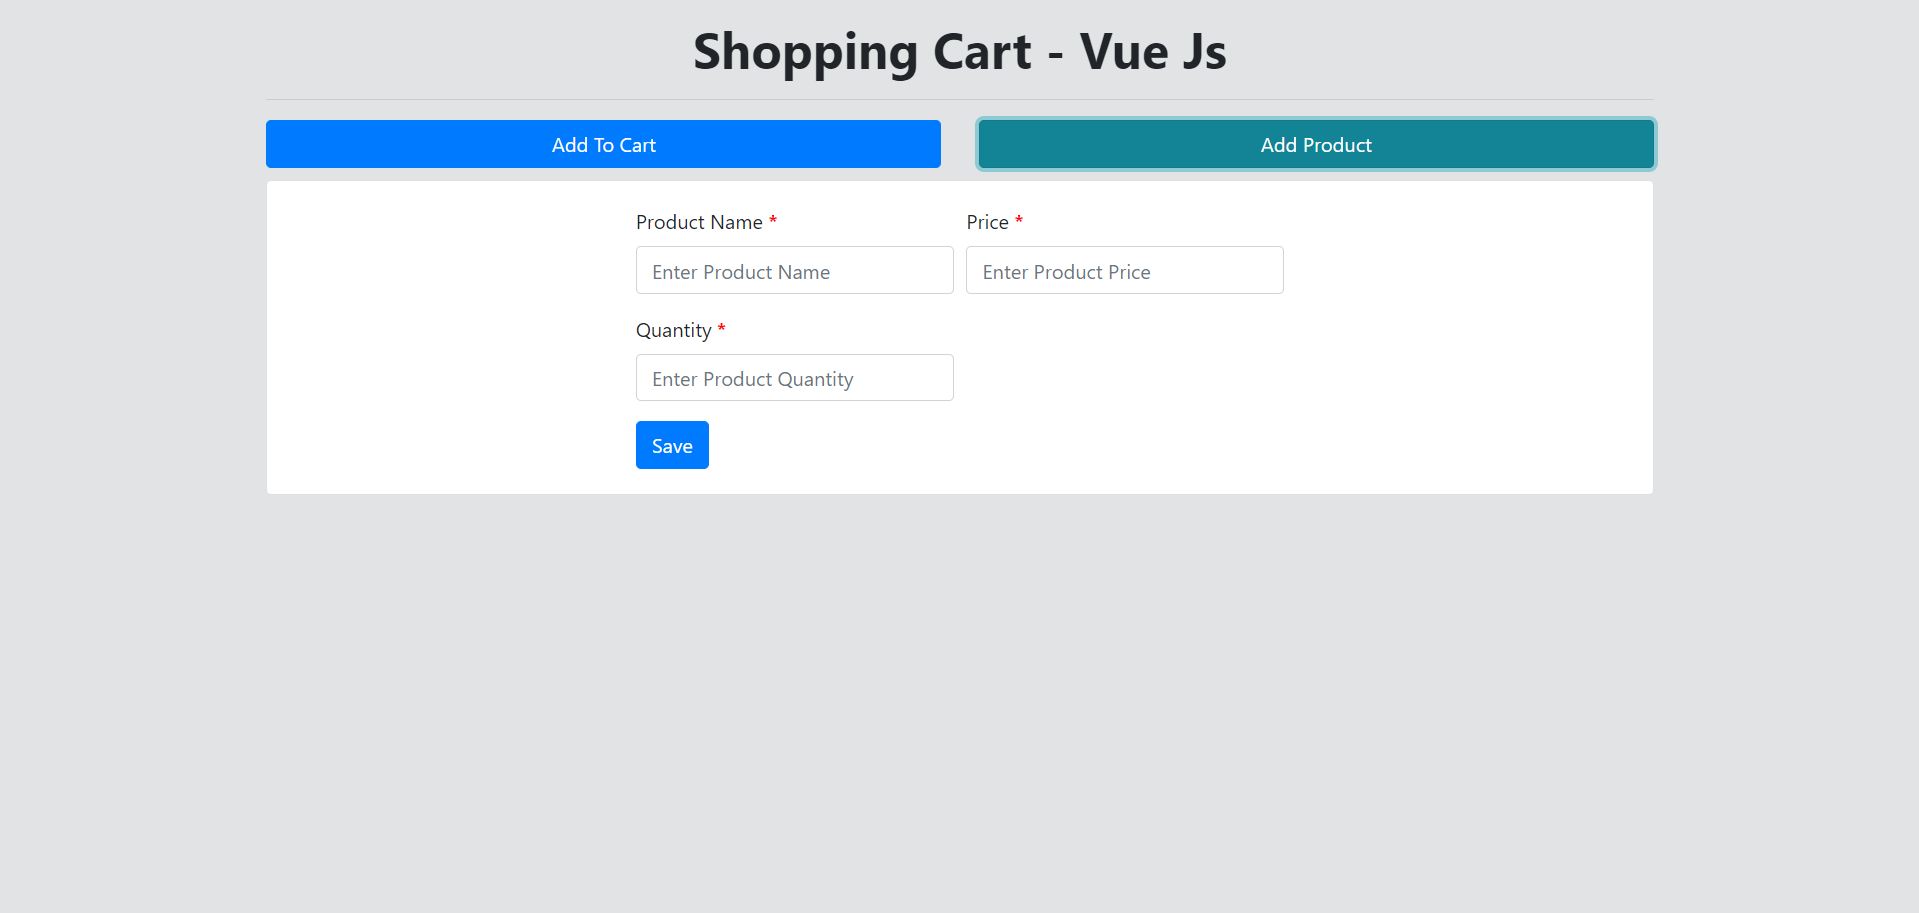 Shopping Cart - Vue Js
Add To Cart
Add Product
Product Name *
Price *
Enter Product Name
Enter Product Price
Quantity *
Enter Product Quantity
Save